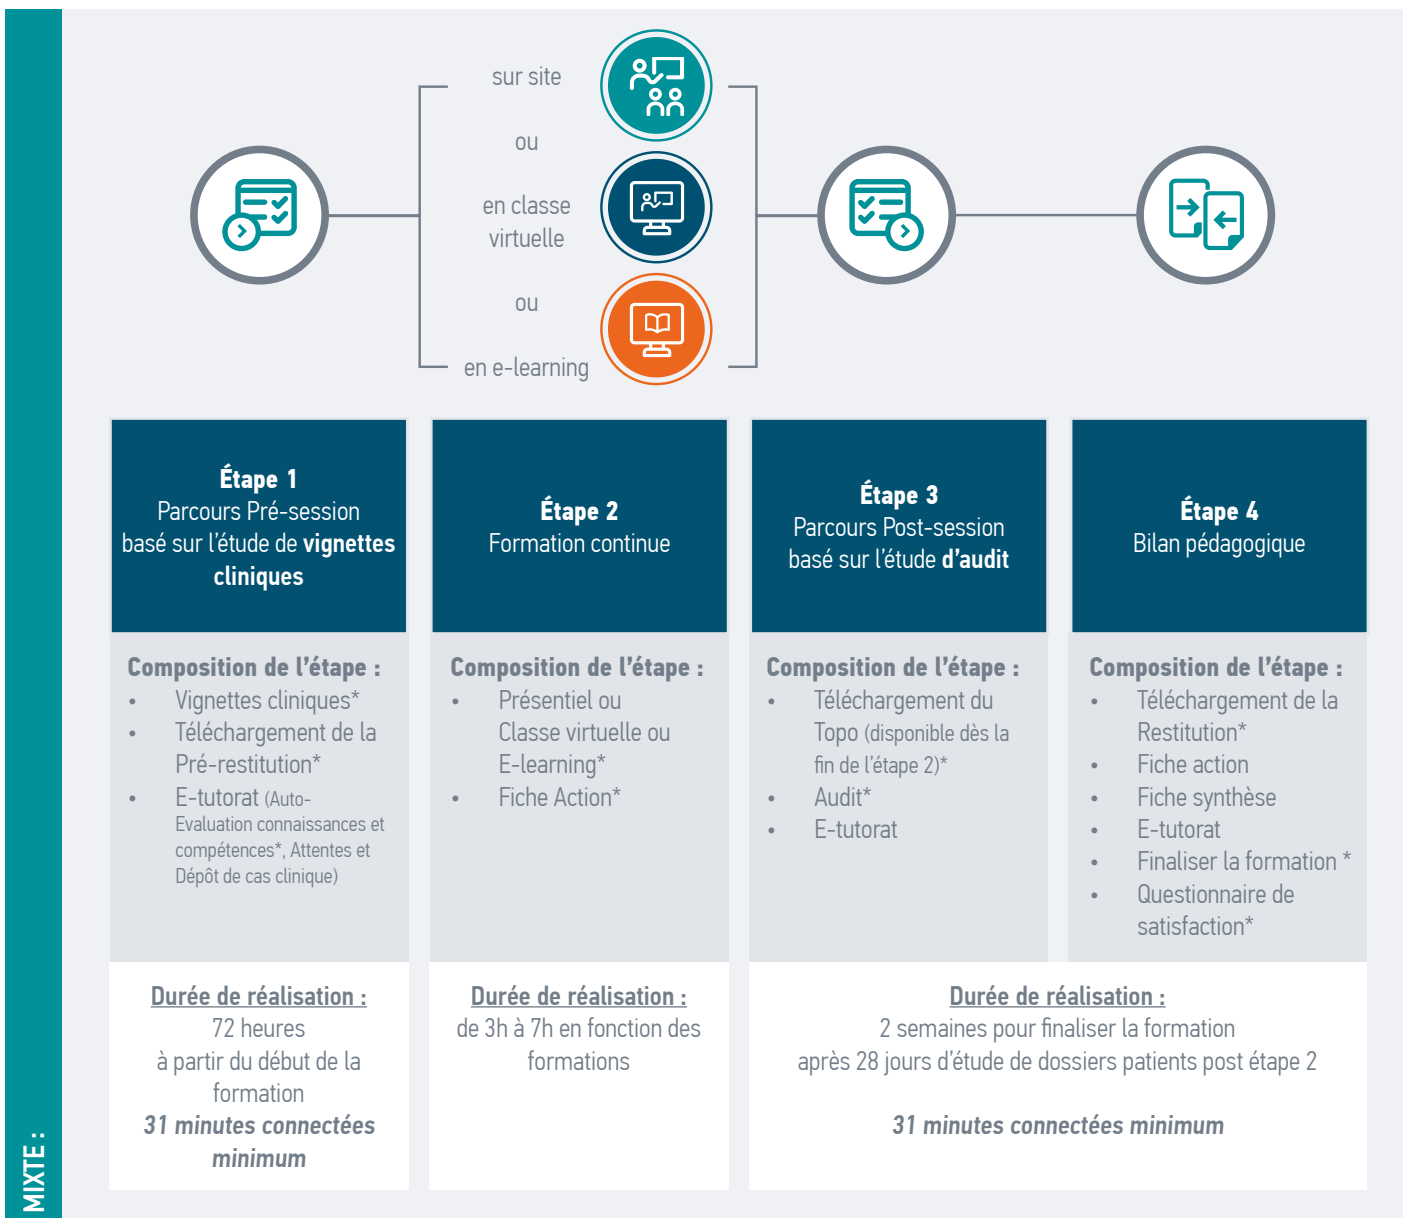 sur site
ou
en classe
virtuelle
ou
en e-learning
Étape 1
Parcours Pré-session
basé sur l’étude de vignettes
cliniques
Étape 2
Formation continue
Étape 3
Parcours Post-session
basé sur l’étude d’audit
Étape 4
Bilan pédagogique
Composition de l’étape :
• Vignettes cliniques*
• Téléchargement de la
Pré-restitution*
• E-tutorat (Auto-
Evaluation connaissances et
compétences*, Attentes et
Dépôt de cas clinique)
Composition de l’étape :
• Présentiel ou
Classe virtuelle ou
E-learning*
• Fiche Action*
Composition de l’étape :
• Téléchargement du
Topo (disponible dès la
fin de l’étape 2)*
• Audit*
• E-tutorat
Composition de l’étape :
• Téléchargement de la
Restitution*
• Fiche action
• Fiche synthèse
• E-tutorat
• Finaliser la formation *
• Questionnaire de
satisfaction*
Durée de réalisation :
72 heures
à partir du début de la
formation
31 minutes connectées
minimum
Durée de réalisation :
de 3h à 7h en fonction des
formations
Durée de réalisation :
2 semaines pour finaliser la formation
après 28 jours d’étude de dossiers patients post étape 2
31 minutes connectées minimum
MIXTE :